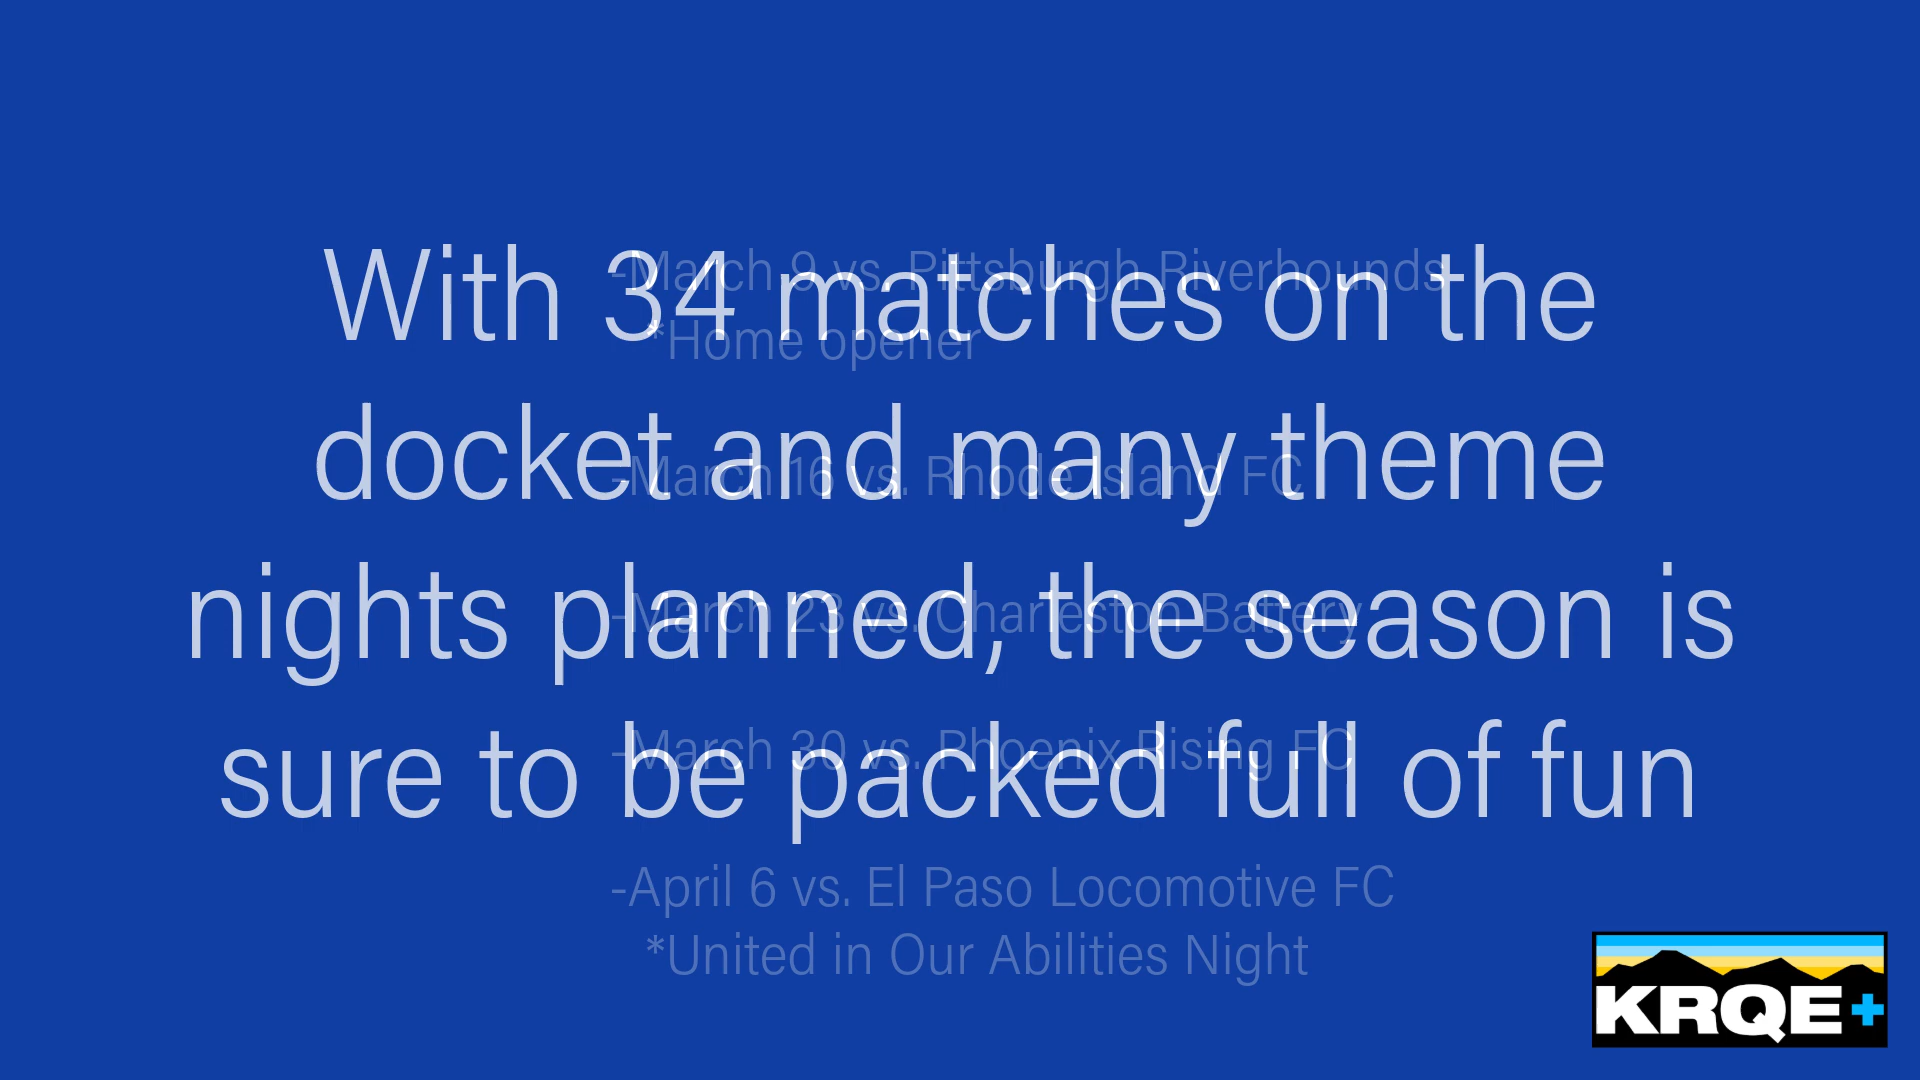 With 34 matches on the
docket and many theme
nights planned, the season is
sure to be packed full of fun
-March 9 vs. Pittsburgh Riverhounds
*Home opener
-March 16 vs. Rhode Island FC
-March 23 vs. Charleston Battery
-March 30 vs. Phoenix Rising FC
-April 6 vs. El Paso Locomotive FC
*United in Our Abilities Night
KRQE+